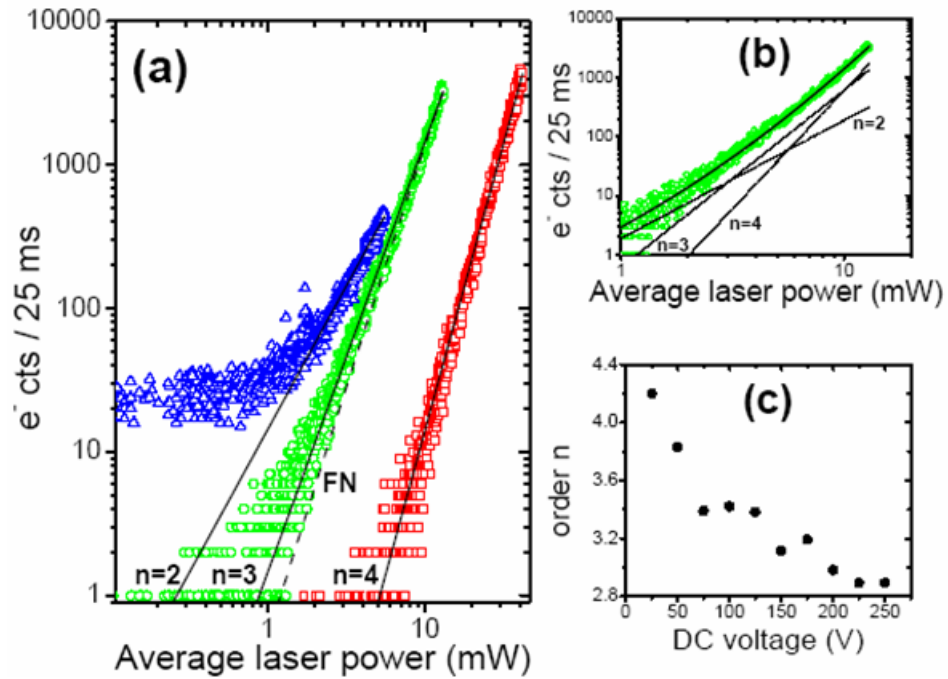 (a)
10000
1000
100
10
1
e⁻ cts / 25 ms
n=2
n=3
FN
n=4
1
10
Average laser power (mW)
(b)
10000
1000
100
10
1
e⁻ cts / 25 ms
n=2
n=3
n=4
1
10
Average laser power (mW)
(c)
4.4
4.0
3.6
3.2
2.8
order n
0
50
100
150
200
250
DC voltage (V)